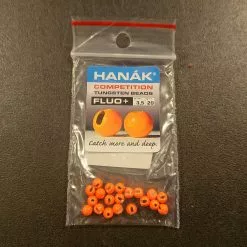 HANÁK®
COMPETITION
TUNGSTEN BEADS
FLUO+
3,5 20
Catch more and deep.